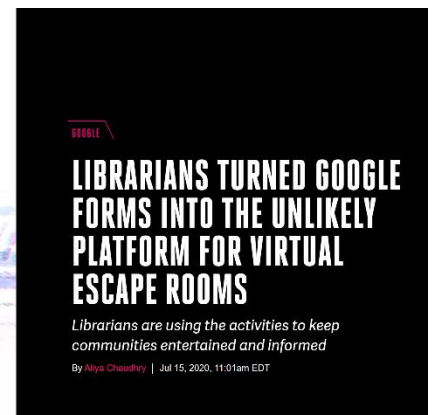 GOOGLE
LIBRARIANS TURNED GOOGLE
FORMS INTO THE UNLIKELY
PLATFORM FOR VIRTUAL
ESCAPE ROOMS
Librarians are using the activities to keep
communities entertained and informed
By Aliya Chaudhry | Jul 15, 2020, 11:01am EDT